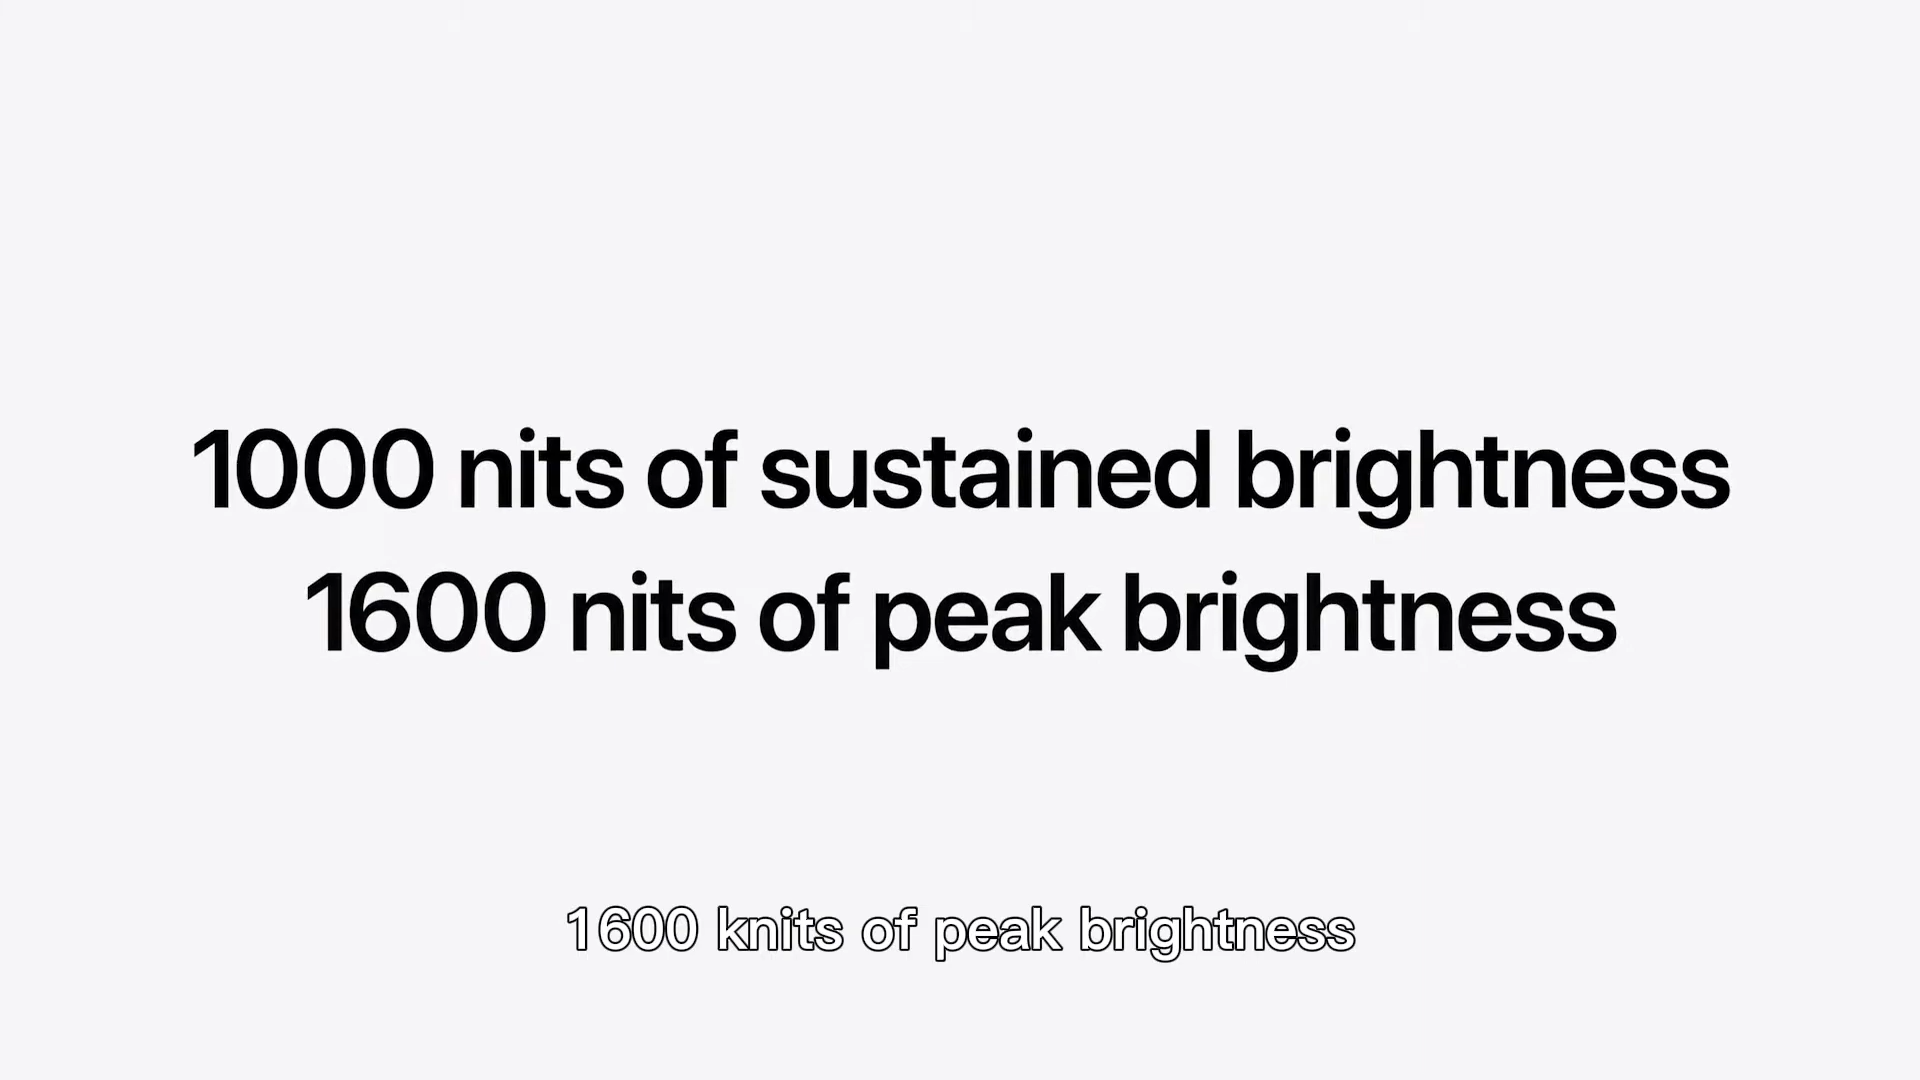 1000 nits of sustained brightness
1600 nits of peak brightness
1600 knits of peak brightness